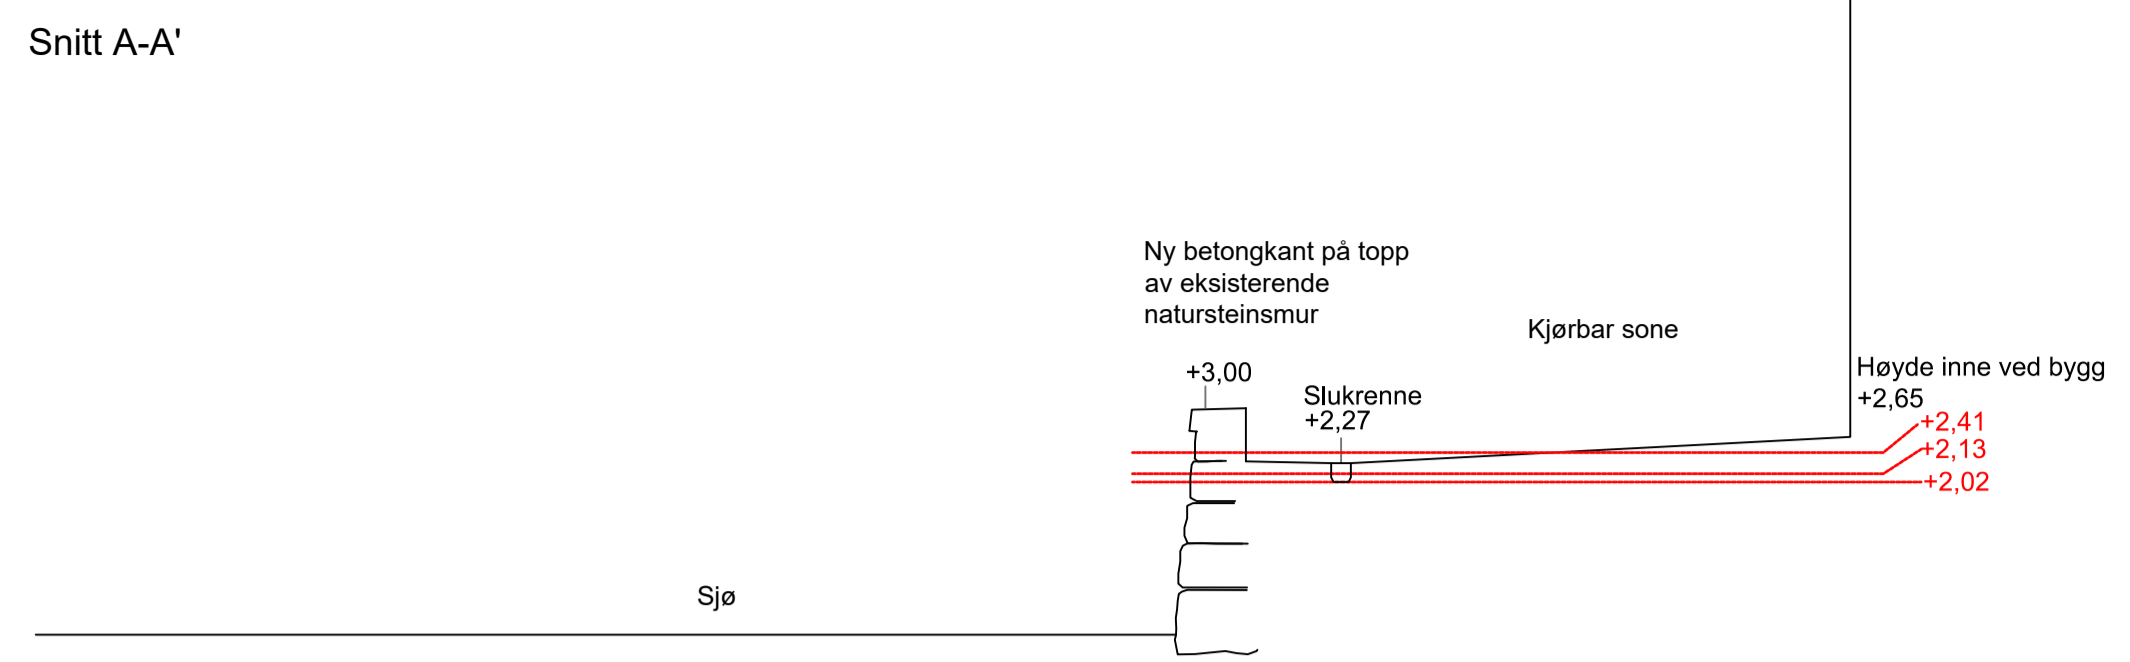 Snitt A-A'
Ny betongkant på topp
av eksisterende
natursteinsmur
+3,00
Slukrenne
+2,27
Kjørbar sone
Høyde inne ved bygg
+2,65
+2,41
+2,13
+2,02
Sjø